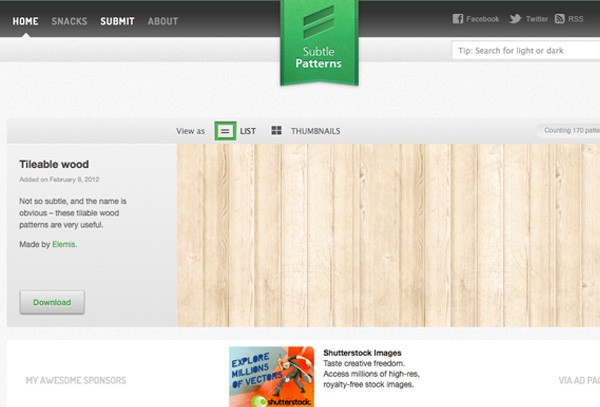 HOME SNACKS SUBMIT ABOUT
Facebook Twitter RSS
Subtle
Patterns
Tip: Search for light or dark
View as LIST THUMBNAILS
Counting 170 patte
Tileable wood
Added on February 8, 2012
Not so subtle, and the name is
obvious – these tilable wood
patterns are very useful.
Made by Elemis.
Download
MY AWESOME SPONSORS
EXPLORE
MILLIONS
OF VECTORS
shutterstock.
Shutterstock Images
Taste creative freedom.
Access millions of high-res,
royalty-free stock images.
VIA AD PAC